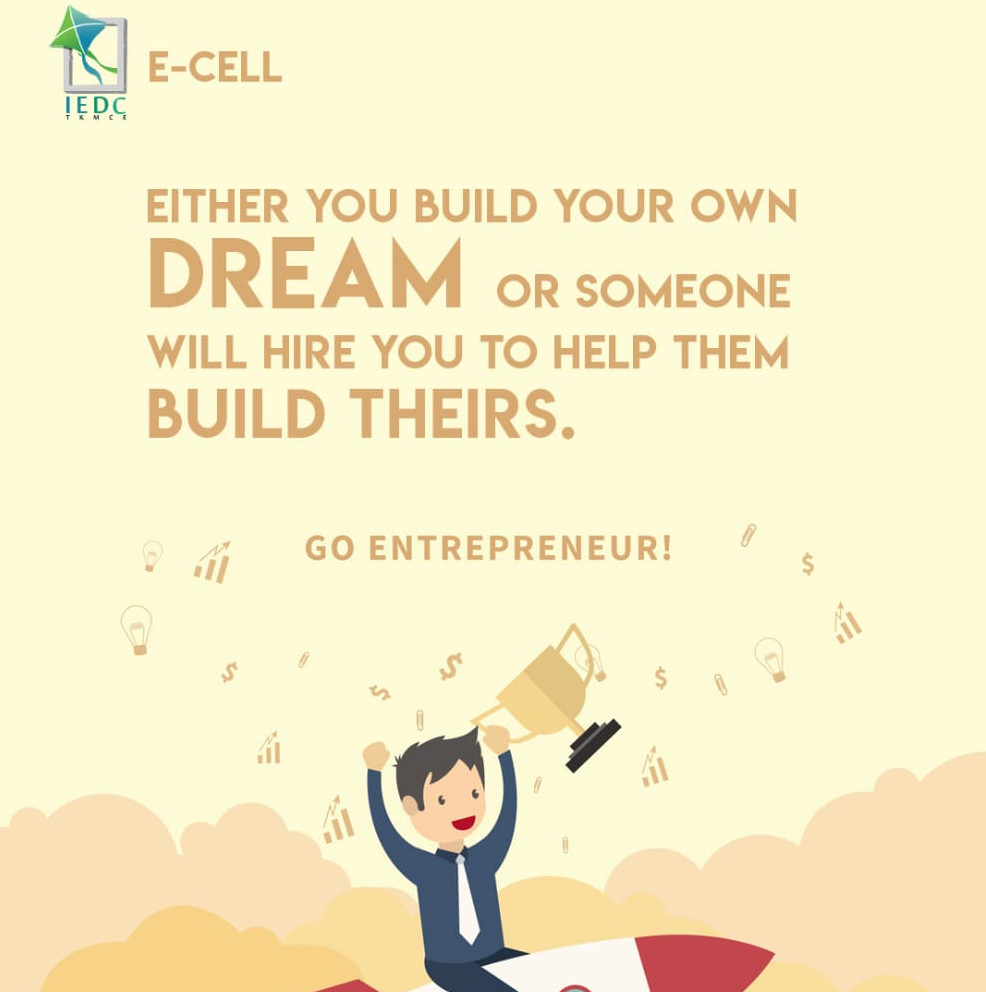 E-CELL
IEDC
TKMCE
EITHER YOU BUILD YOUR OWN
DREAM OR SOMEONE
WILL HIRE YOU TO HELP THEM
BUILD THEIRS.
GO ENTREPRENEUR!